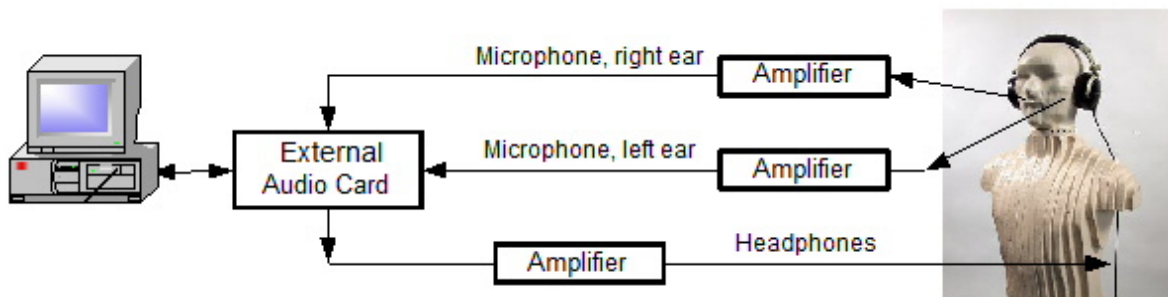 Microphone, right ear
Amplifier
External
Audio Card
Microphone, left ear
Amplifier
Headphones
Amplifier